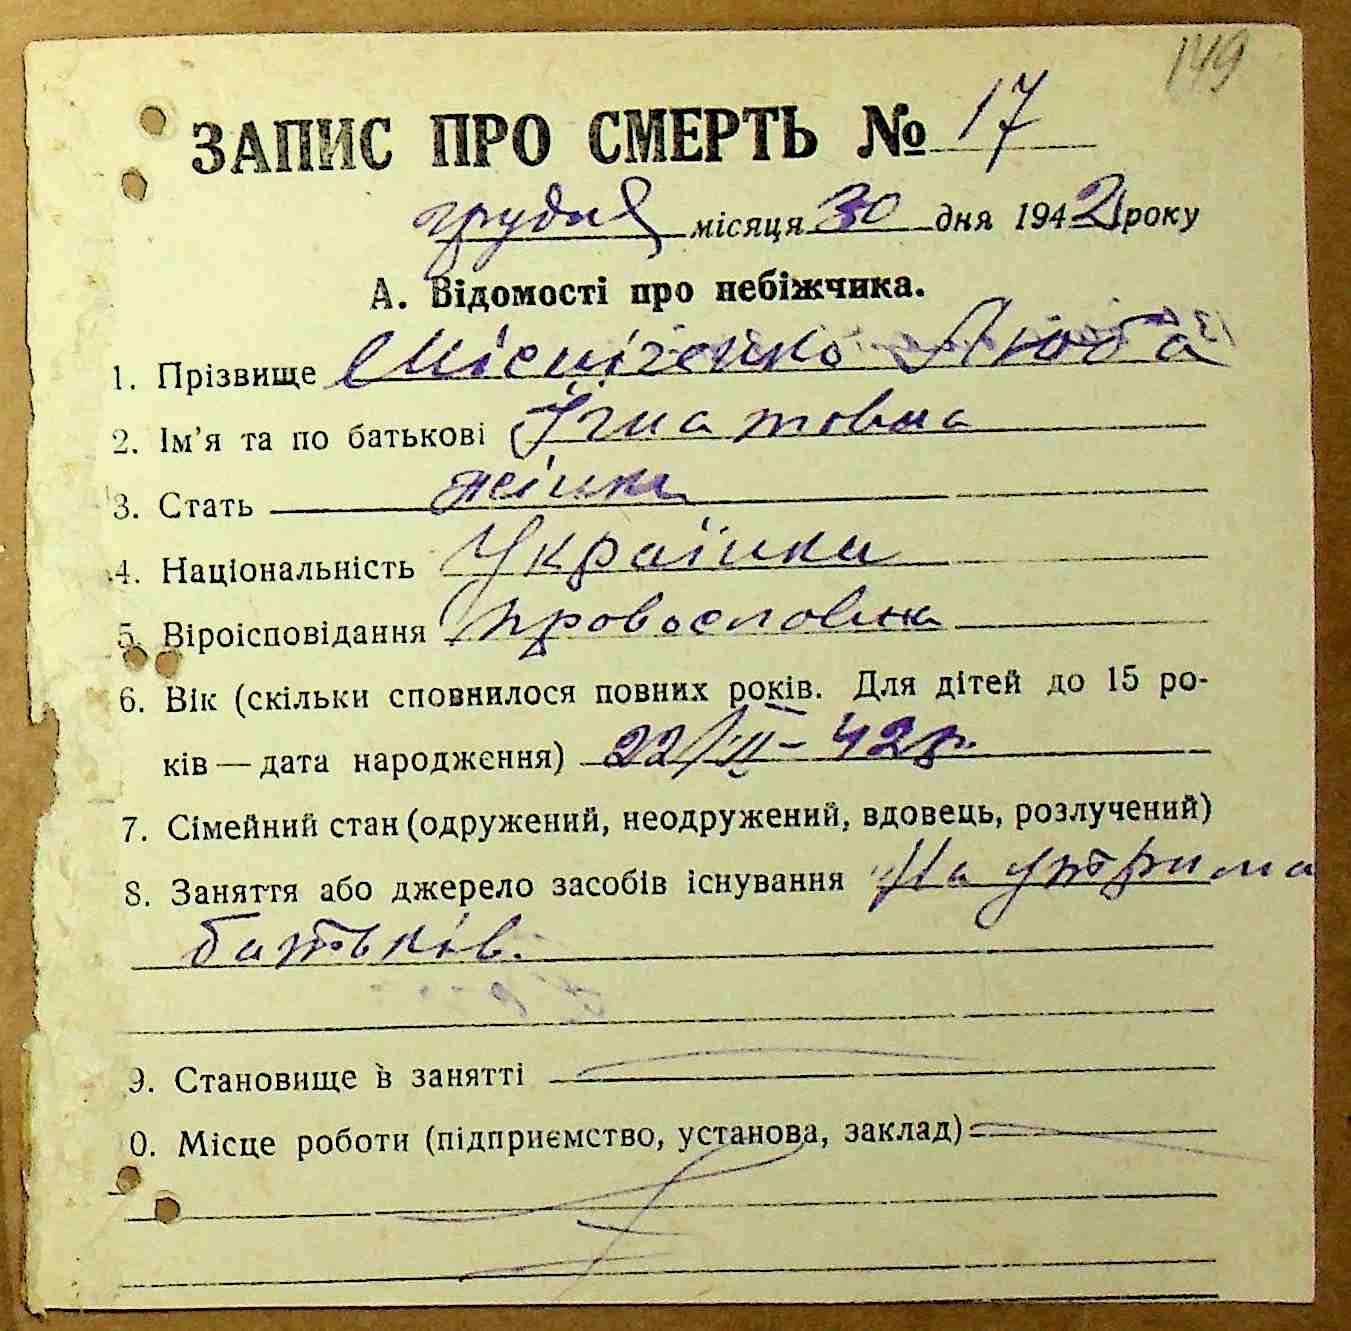 149
ЗАПИС ПРО СМЕРТЬ № 17
грудня місяця 30 дня 1942 року
А. Відомості про небіжчика.
1. Прізвище Місніченко Люба
2. Ім'я та по батькові Ігнатовна
3. Стать жінка
4. Національність Українка
5. Віроісповідання провословна
6. Вік (скільки сповнилося повних років. Для дітей до 15 ро-
ків — дата народження) 22/II - 42 р.
7. Сімейний стан (одружений, неодружений, вдовець, розлучений)
8. Заняття або джерело засобів існування На утрима
батьків.
9. Становище в занятті
0. Місце роботи (підприємство, установа, заклад)